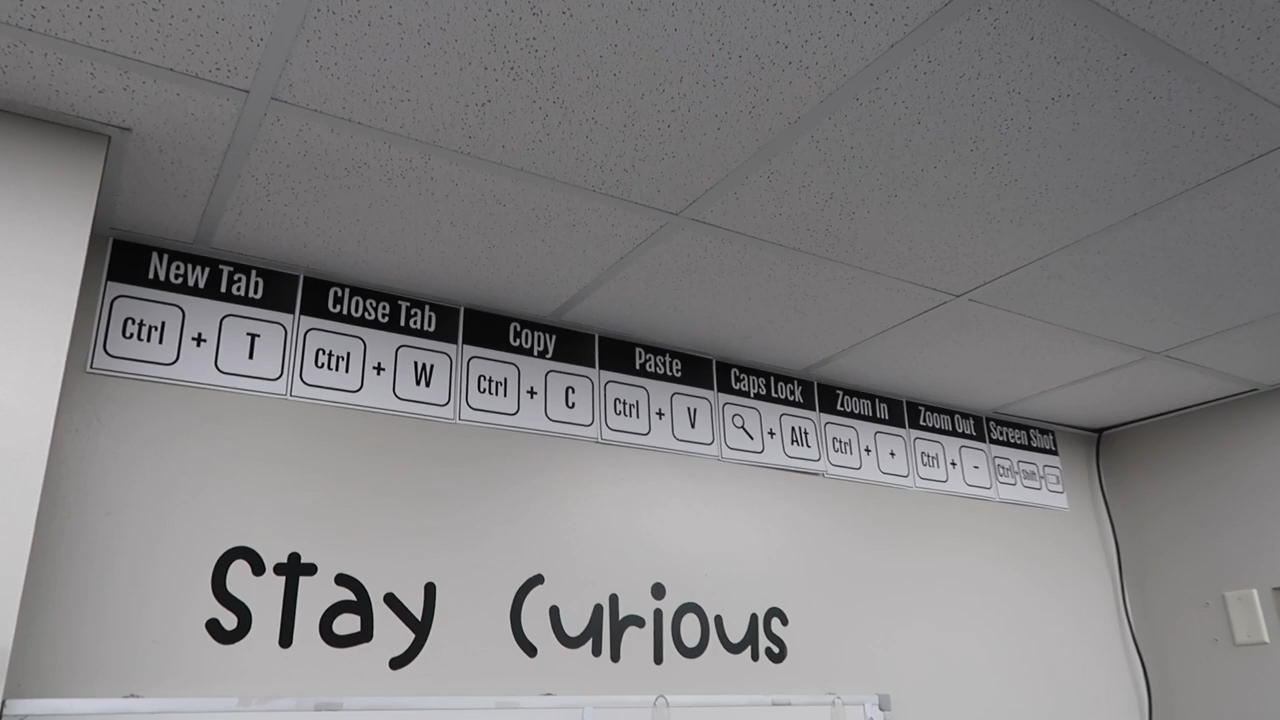 New Tab
Ctrl + T
Close Tab
Ctrl + W
Copy
Ctrl + C
Paste
Ctrl + V
Caps Lock
+ Alt
Zoom In
Ctrl + +
Zoom Out
Ctrl + -
Screen Shot
Ctrl + Shift +
Stay Curious